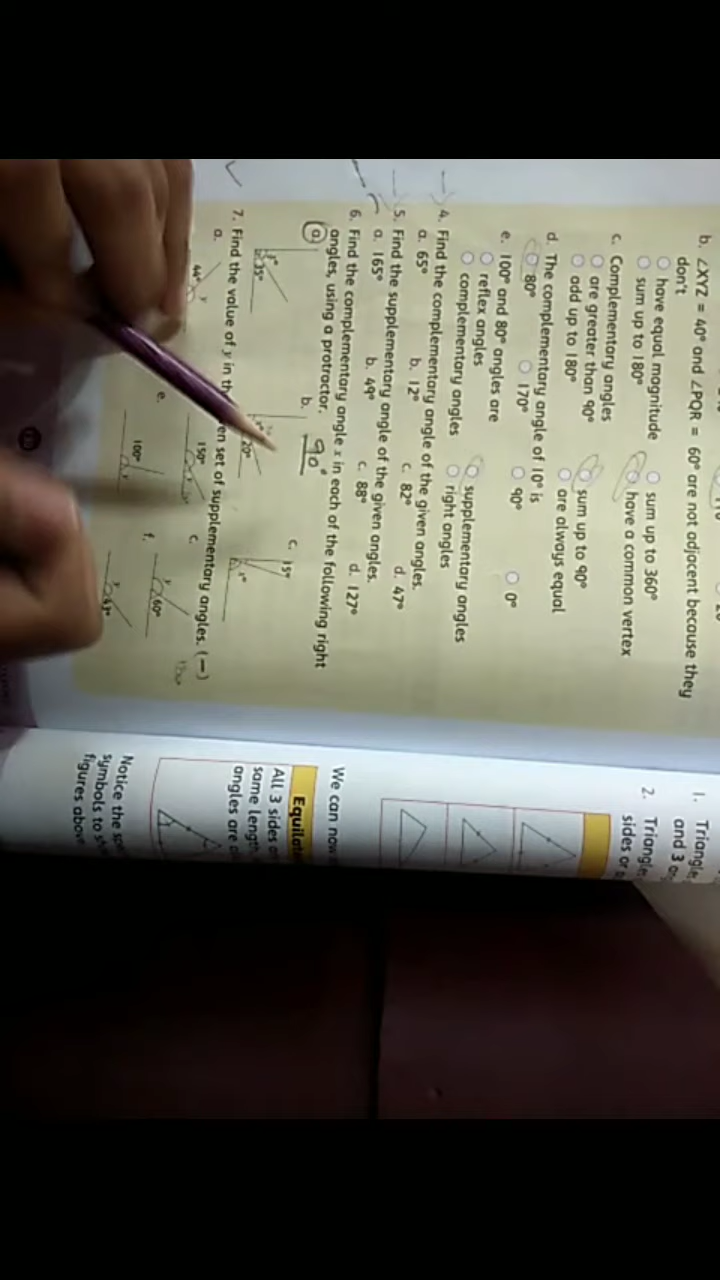 b. ∠XYZ = 40° and ∠PQR = 60° are not adjacent because they
don't
have equal magnitude
sum up to 360°
sum up to 180°
have a common vertex
c. Complementary angles
are greater than 90°
sum up to 90°
add up to 180°
are always equal
d. The complementary angle of 10° is
80°
170°
90°
0°
e. 100° and 80° angles are
reflex angles
supplementary angles
complementary angles
right angles
4. Find the complementary angle of the given angles.
a. 65°
b. 12°
c. 82°
d. 47°
5. Find the supplementary angle of the given angles.
a. 165°
b. 49°
c. 88°
d. 127°
6. Find the complementary angle x in each of the following right
angles, using a protractor.
90°
a.
35°
b.
20°
c.
15°
x°
7. Find the value of y in en set of supplementary angles. (—)
a.
44°
y
150°
c.
60°
y
e.
100°
y
f.
y
43°
1. Triangle
and 3
2. Triangle
sides or
We can now
Equilat
All 3 sides
same length
angles are
Notice the
symbols to
figures above